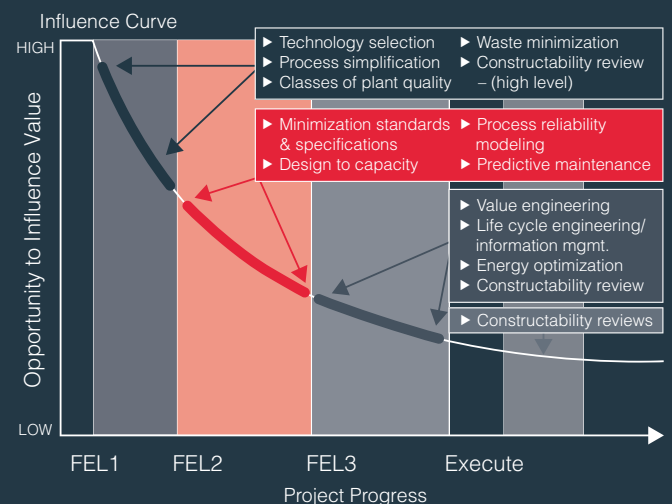 Influence Curve
HIGH
Opportunity to Influence Value
LOW
▶ Technology selection
▶ Process simplification
▶ Classes of plant quality
▶ Waste minimization
▶ Constructability review
– (high level)
▶ Minimization standards
& specifications
▶ Design to capacity
▶ Process reliability
modeling
▶ Predictive maintenance
▶ Value engineering
▶ Life cycle engineering/
information mgmt.
▶ Energy optimization
▶ Constructability review
▶ Constructability reviews
FEL1
FEL2
FEL3
Execute
Project Progress